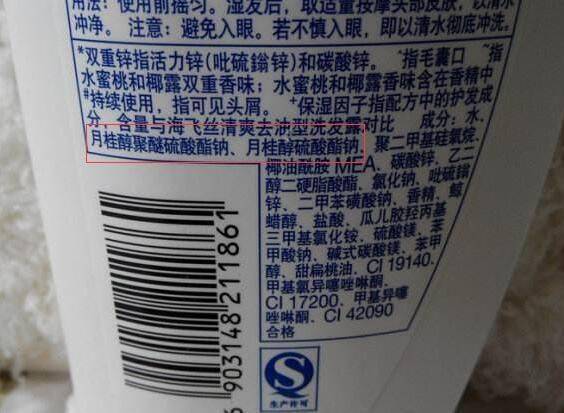 用法：使用前摇匀。湿发后，取适量按摩头部皮肤，以清水
冲净。 注意：避免入眼。若不慎入眼，即以清水彻底冲洗。
*双重锌指活力锌(吡硫鎓锌)和碳酸锌。 ^指毛囊口 ~指
水蜜桃和椰露双重香味；水蜜桃和椰露香味含在香精中
#持续使用，指可见头屑。 +保湿因子指配方中的护发成
分，含量与海飞丝清爽去油型洗发露对比 成分：水、
月桂醇聚醚硫酸酯钠、月桂醇硫酸酯钠、聚二甲基硅氧烷、
椰油酰胺 MEA、碳酸锌、乙二
醇二硬脂酸酯、氯化钠、吡硫鎓
锌、二甲苯磺酸钠、香精、鲸
蜡醇、盐酸、瓜儿胶羟丙基
三甲基氯化铵、硫酸镁、苯
甲酸钠、碱式碳酸镁、苯甲
醇、甜扁桃油、CI 19140、
甲基氯异噻唑啉酮、
CI 17200、甲基异噻
唑啉酮、CI 42090
合格
6 903148 211861
生产许可